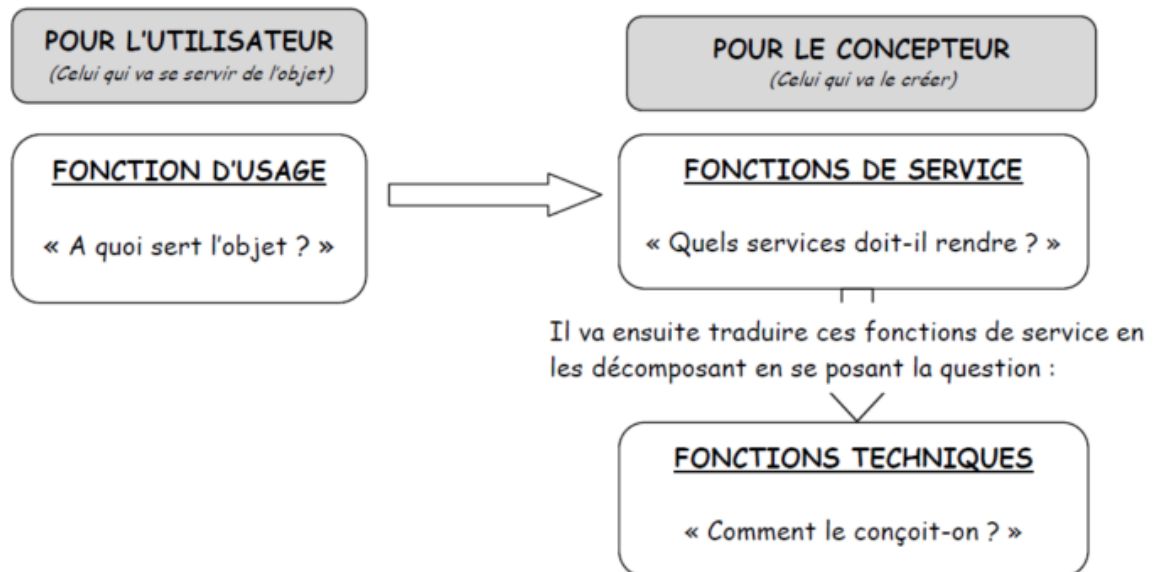 POUR L'UTILISATEUR
(Celui qui va se servir de l'objet)
FONCTION D'USAGE
« A quoi sert l'objet ? »
POUR LE CONCEPTEUR
(Celui qui va le créer)
FONCTIONS DE SERVICE
« Quels services doit-il rendre ? »
Il va ensuite traduire ces fonctions de service en
les décomposant en se posant la question :
FONCTIONS TECHNIQUES
« Comment le conçoit-on ? »